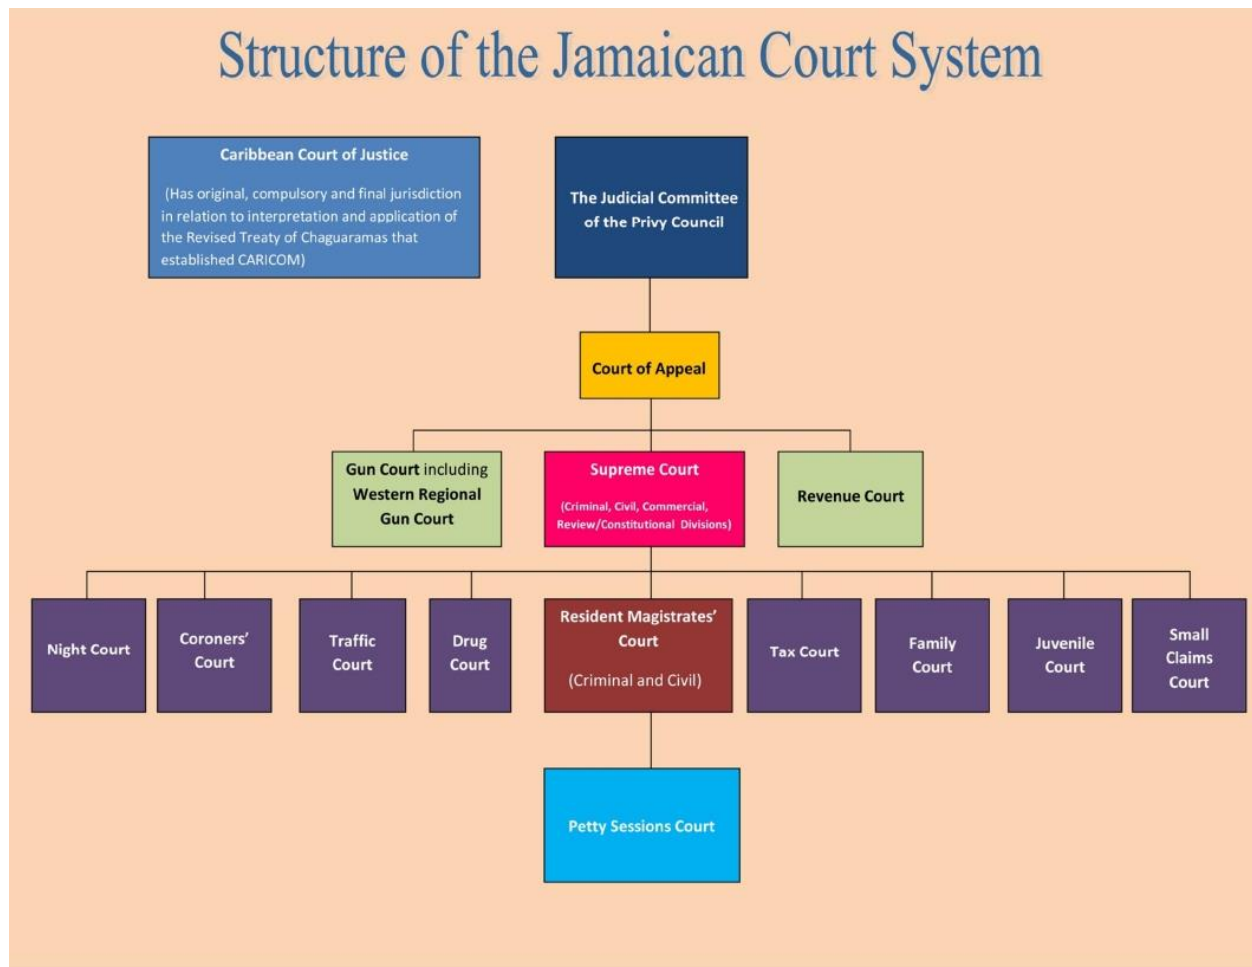 Structure of the Jamaican Court System
Caribbean Court of Justice
(Has original, compulsory and final jurisdiction
in relation to interpretation and application of
the Revised Treaty of Chaguaramas that
established CARICOM)
The Judicial Committee
of the Privy Council
Court of Appeal
Gun Court including
Western Regional
Gun Court
Supreme Court
(Criminal, Civil, Commercial,
Review/Constitutional Divisions)
Revenue Court
Night Court
Coroners'
Court
Traffic
Court
Drug
Court
Resident Magistrates'
Court
(Criminal and Civil)
Tax Court
Family
Court
Juvenile
Court
Small
Claims
Court
Petty Sessions Court